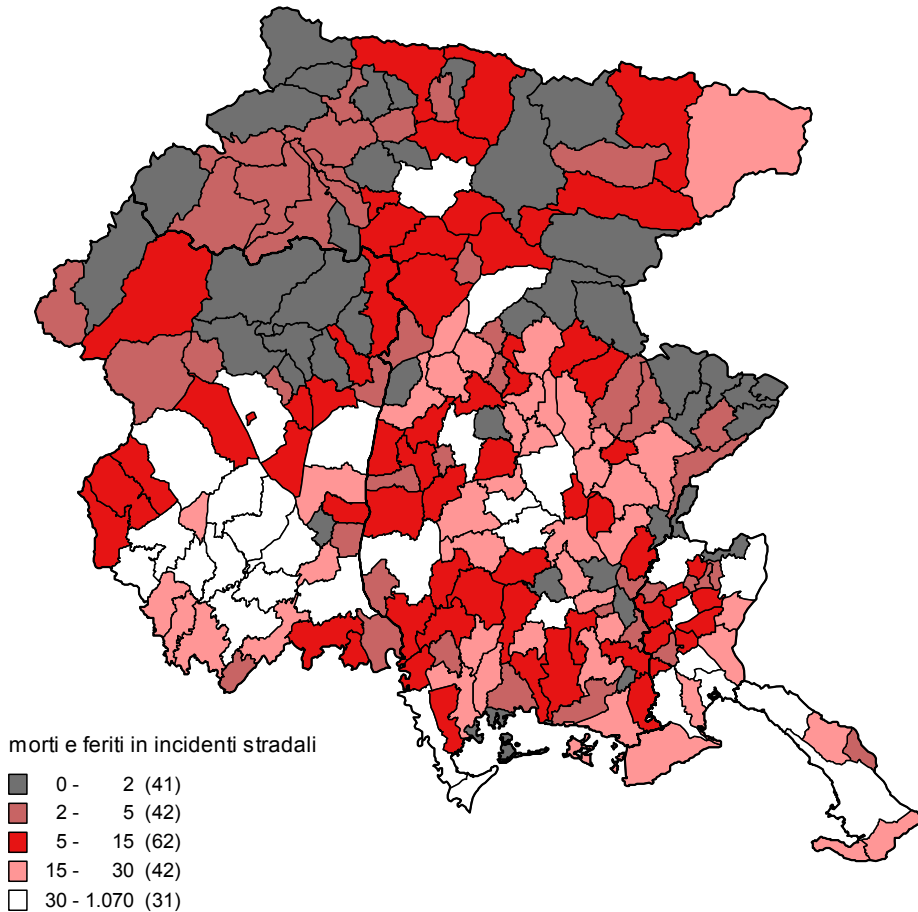 morti e feriti in incidenti stradali
0 - 2 (41)
2 - 5 (42)
5 - 15 (62)
15 - 30 (42)
30 - 1.070 (31)